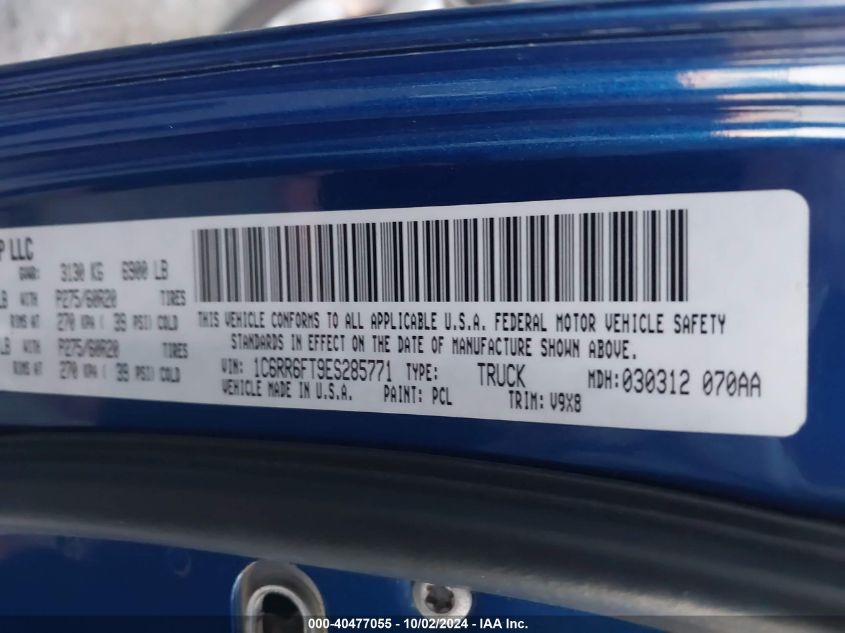 P LLC
GVWR: 3130 KG 6900 LB
LB WITH P275/60R20 TIRES
RIMS AT 270 KPA ( 39 PSI) COLD
LB WITH P275/60R20 TIRES
RIMS AT 270 KPA ( 39 PSI) COLD
THIS VEHICLE CONFORMS TO ALL APPLICABLE U.S.A. FEDERAL MOTOR VEHICLE SAFETY
STANDARDS IN EFFECT ON THE DATE OF MANUFACTURE SHOWN ABOVE.
VIN: 1C6RR6FT9ES285771 TYPE: TRUCK MDH: 030312 070AA
VEHICLE MADE IN U.S.A. PAINT: PCL TRIM: V9X8
000-40477055 - 10/02/2024 - IAA Inc.